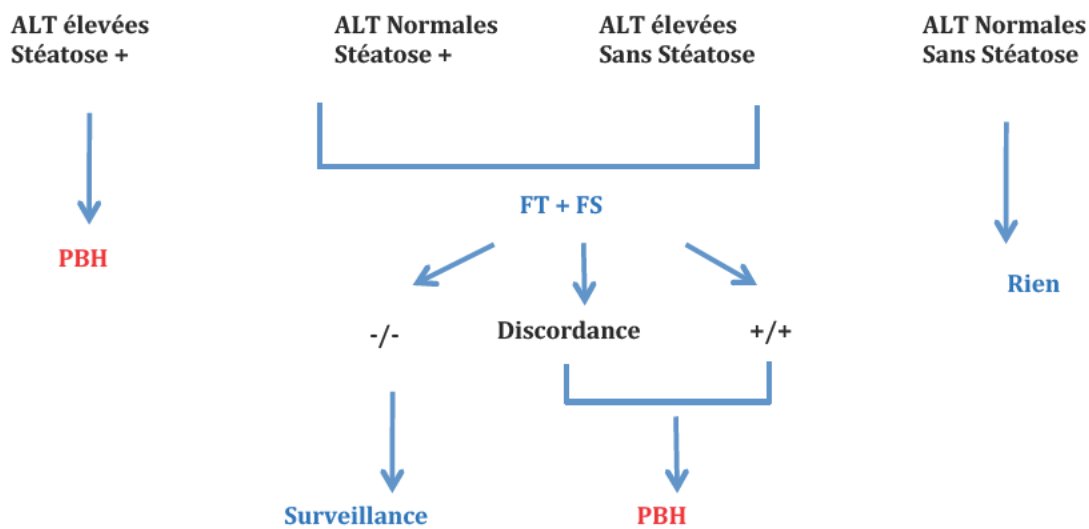 ALT élevées
Stéatose +
ALT Normales
Stéatose +
ALT élevées
Sans Stéatose
ALT Normales
Sans Stéatose
FT + FS
PBH
Rien
-/-
Discordance
+/+
Surveillance
PBH